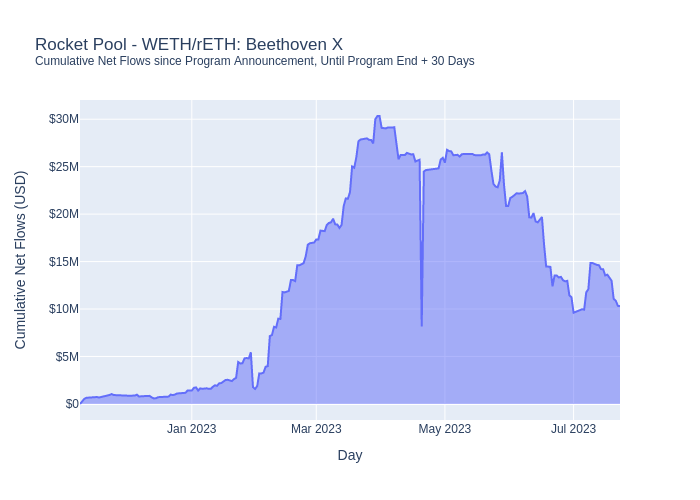 Rocket Pool - WETH/rETH: Beethoven X
Cumulative Net Flows since Program Announcement, Until Program End + 30 Days
Cumulative Net Flows (USD)
$30M
$25M
$20M
$15M
$10M
$5M
$0
Jan 2023
Mar 2023
May 2023
Jul 2023
Day